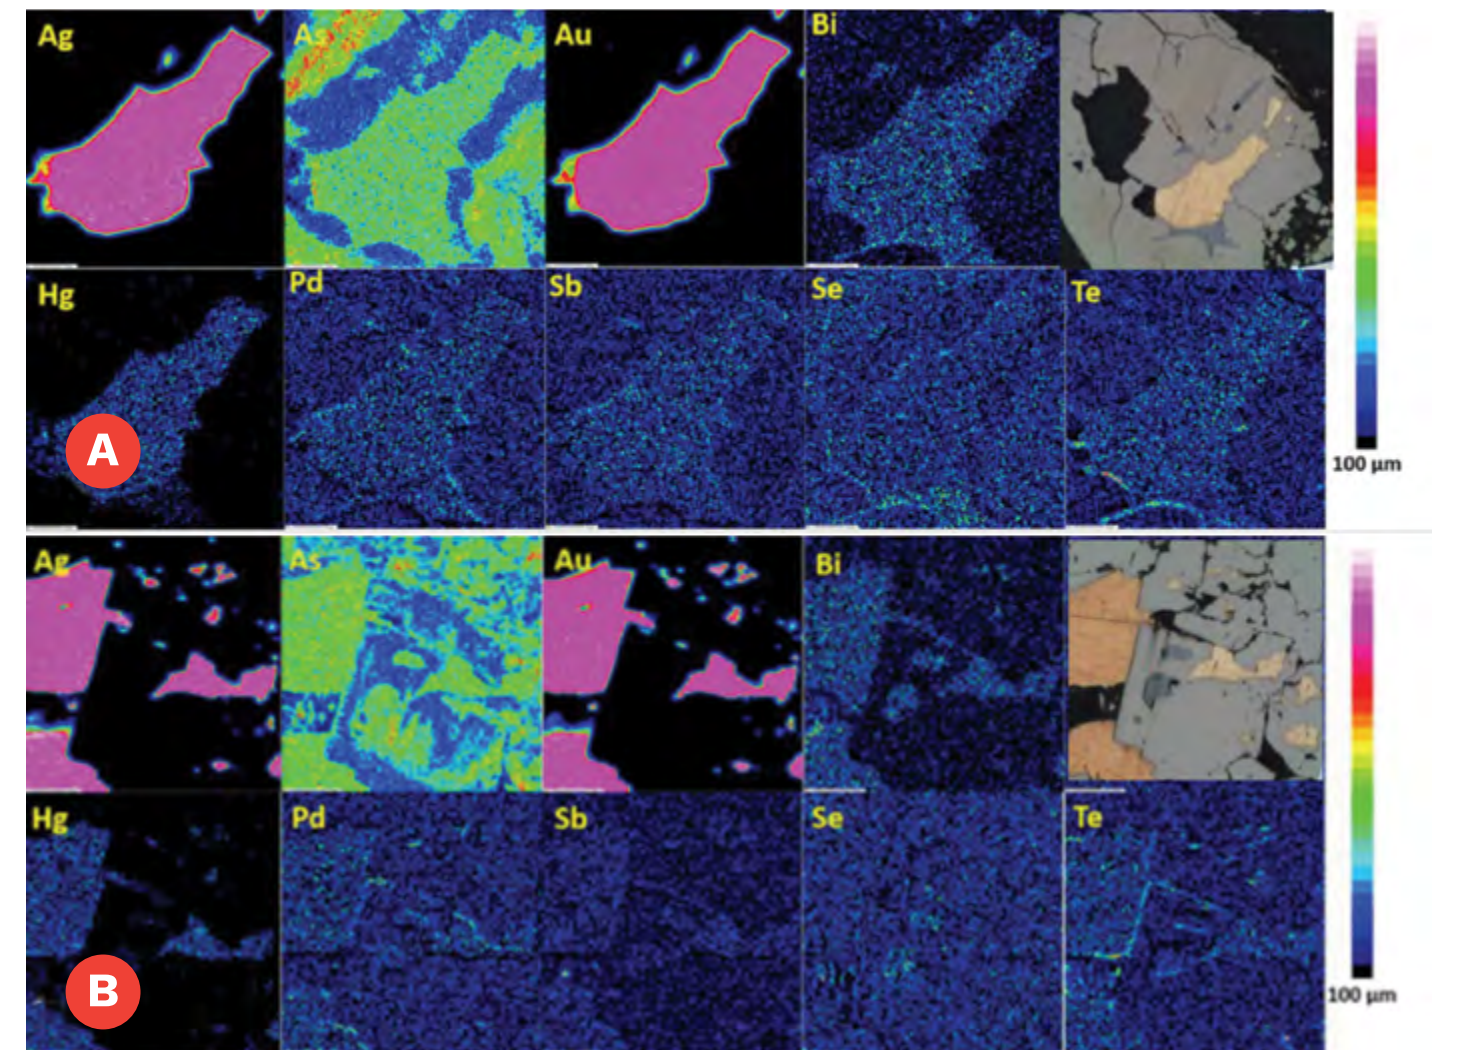 Ag As Au Bi
Hg Pd Sb Se Te
A
100 µm
Ag As Au Bi
Hg Pd Sb Se Te
B
100 µm